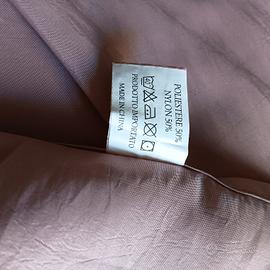 POLIESTERE 50%
NYLON 50%
PRODOTTO IMPORTATO
MADE IN CHINA